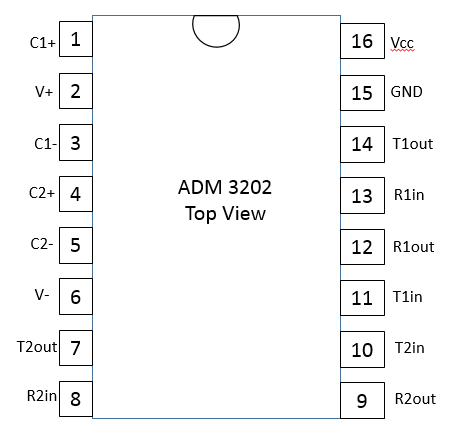 C1+ 1 16 Vcc
V+ 2 15 GND
C1- 3 14 T1out
ADM 3202
Top View
C2+ 4 13 R1in
C2- 5 12 R1out
V- 6 11 T1in
T2out 7 10 T2in
R2in 8 9 R2out